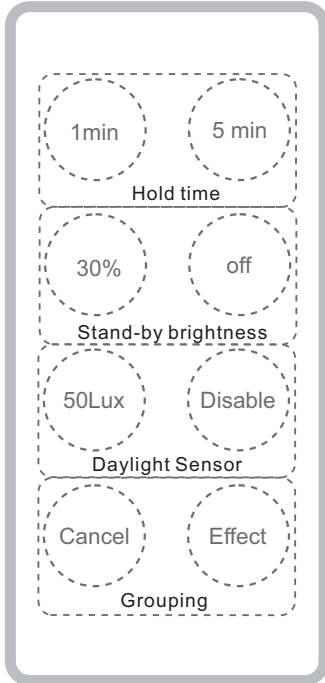 1min 5 min
Hold time
30% off
Stand-by brightness
50Lux Disable
Daylight Sensor
Cancel Effect
Grouping